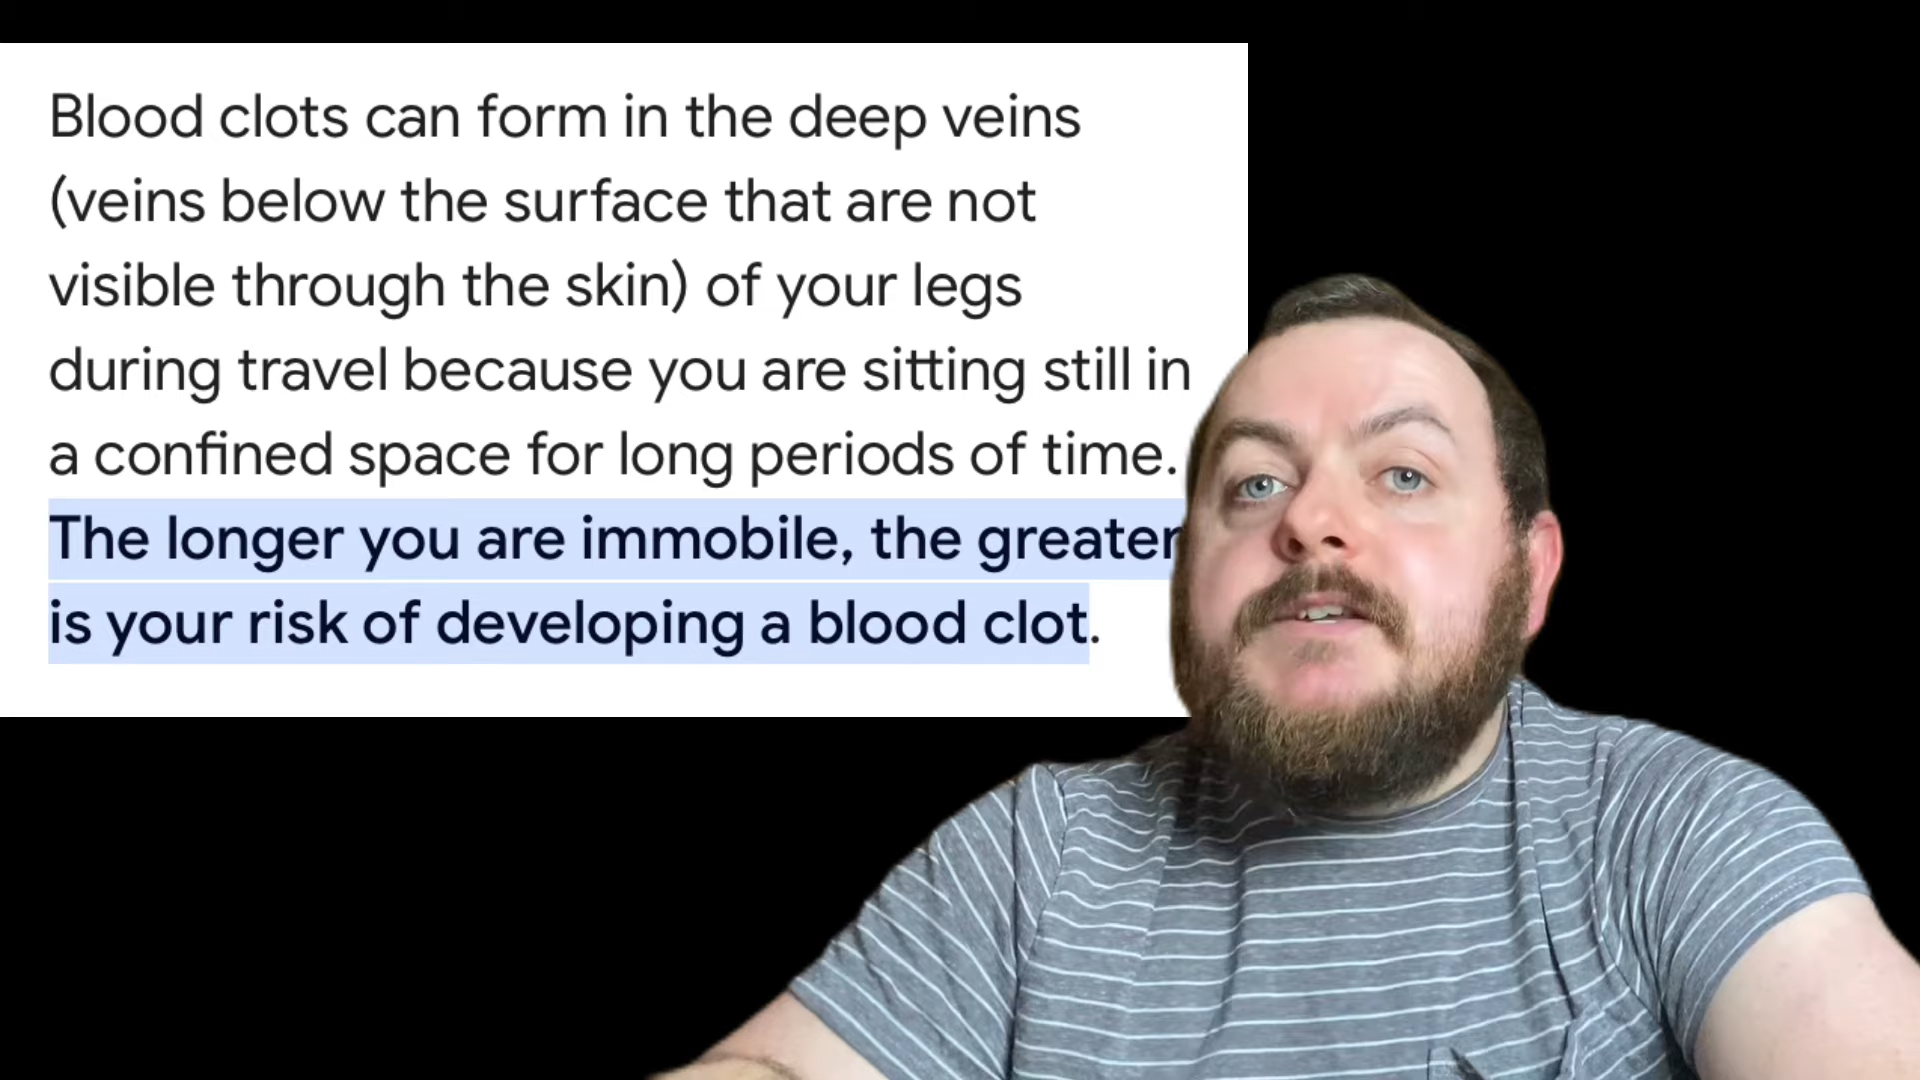 Blood clots can form in the deep veins
(veins below the surface that are not
visible through the skin) of your legs
during travel because you are sitting still in
a confined space for long periods of time.
The longer you are immobile, the greater
is your risk of developing a blood clot.